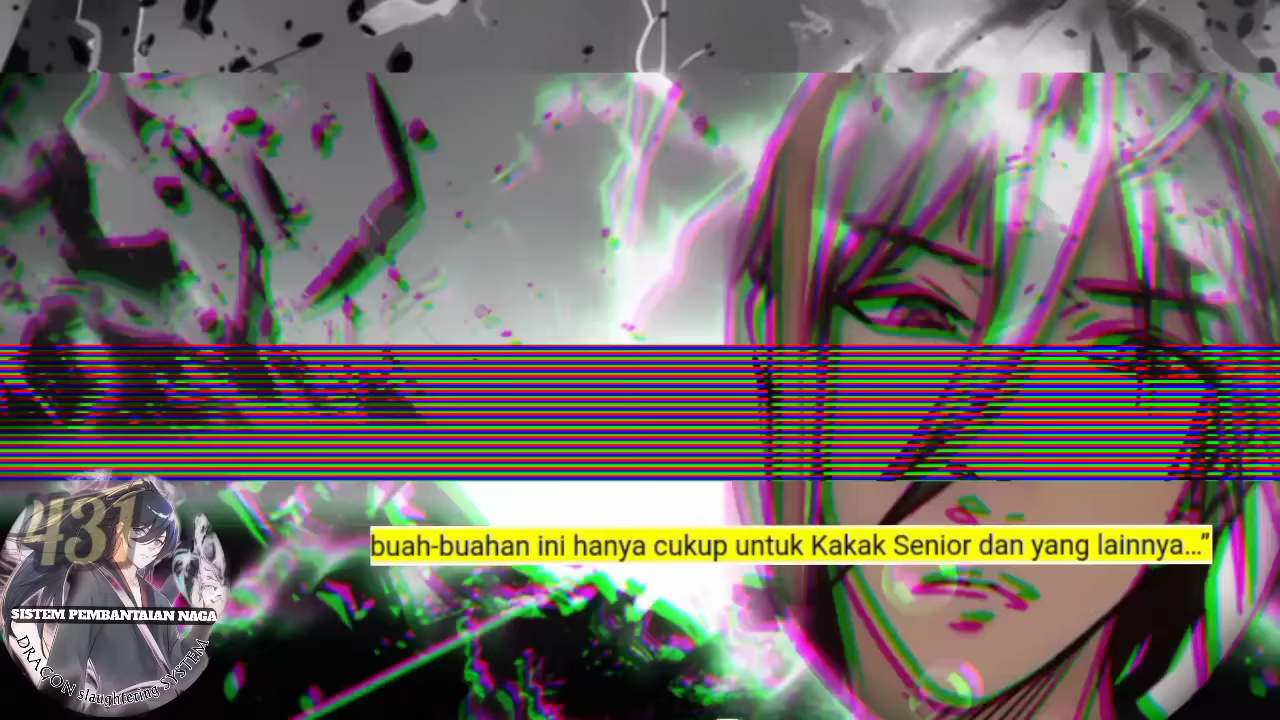 431
SISTEM PEMBANTAIAN NAGA
DRAGON slaughtering SYSTEM
buah-buahan ini hanya cukup untuk Kakak Senior dan yang lainnya...”